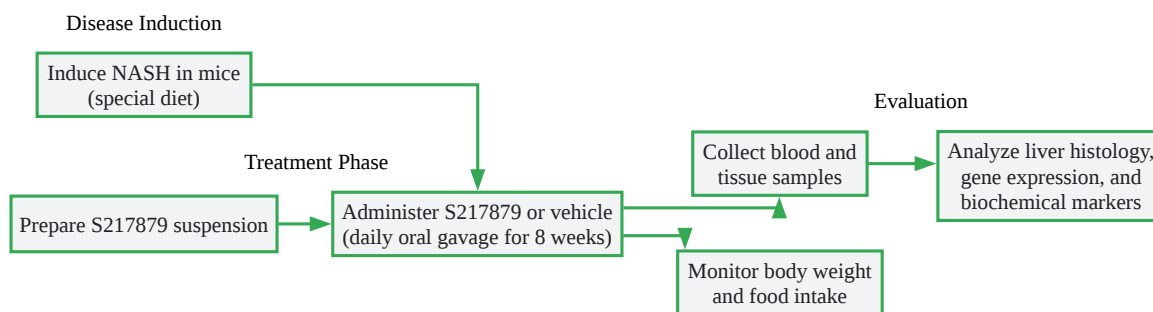 Disease Induction
Induce NASH in mice
(special diet)
Treatment Phase
Prepare S217879 suspension
Administer S217879 or vehicle
(daily oral gavage for 8 weeks)
Evaluation
Collect blood and
tissue samples
Analyze liver histology,
gene expression, and
biochemical markers
Monitor body weight
and food intake